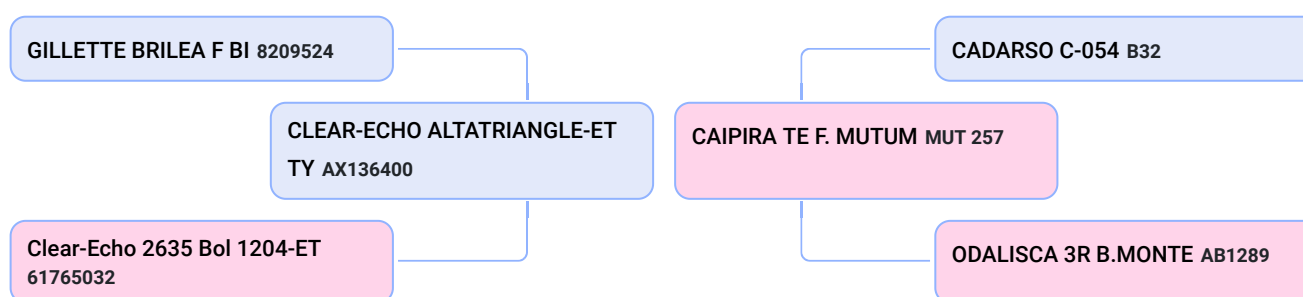 GILLETTE BRILEA F BI 8209524
CADARSO C-054 B32
CLEAR-ECHO ALTATRIANGLE-ET
TY AX136400
CAIPIRA TE F. MUTUM MUT 257
Clear-Echo 2635 Bol 1204-ET
61765032
ODALISCA 3R B.MONTE AB1289